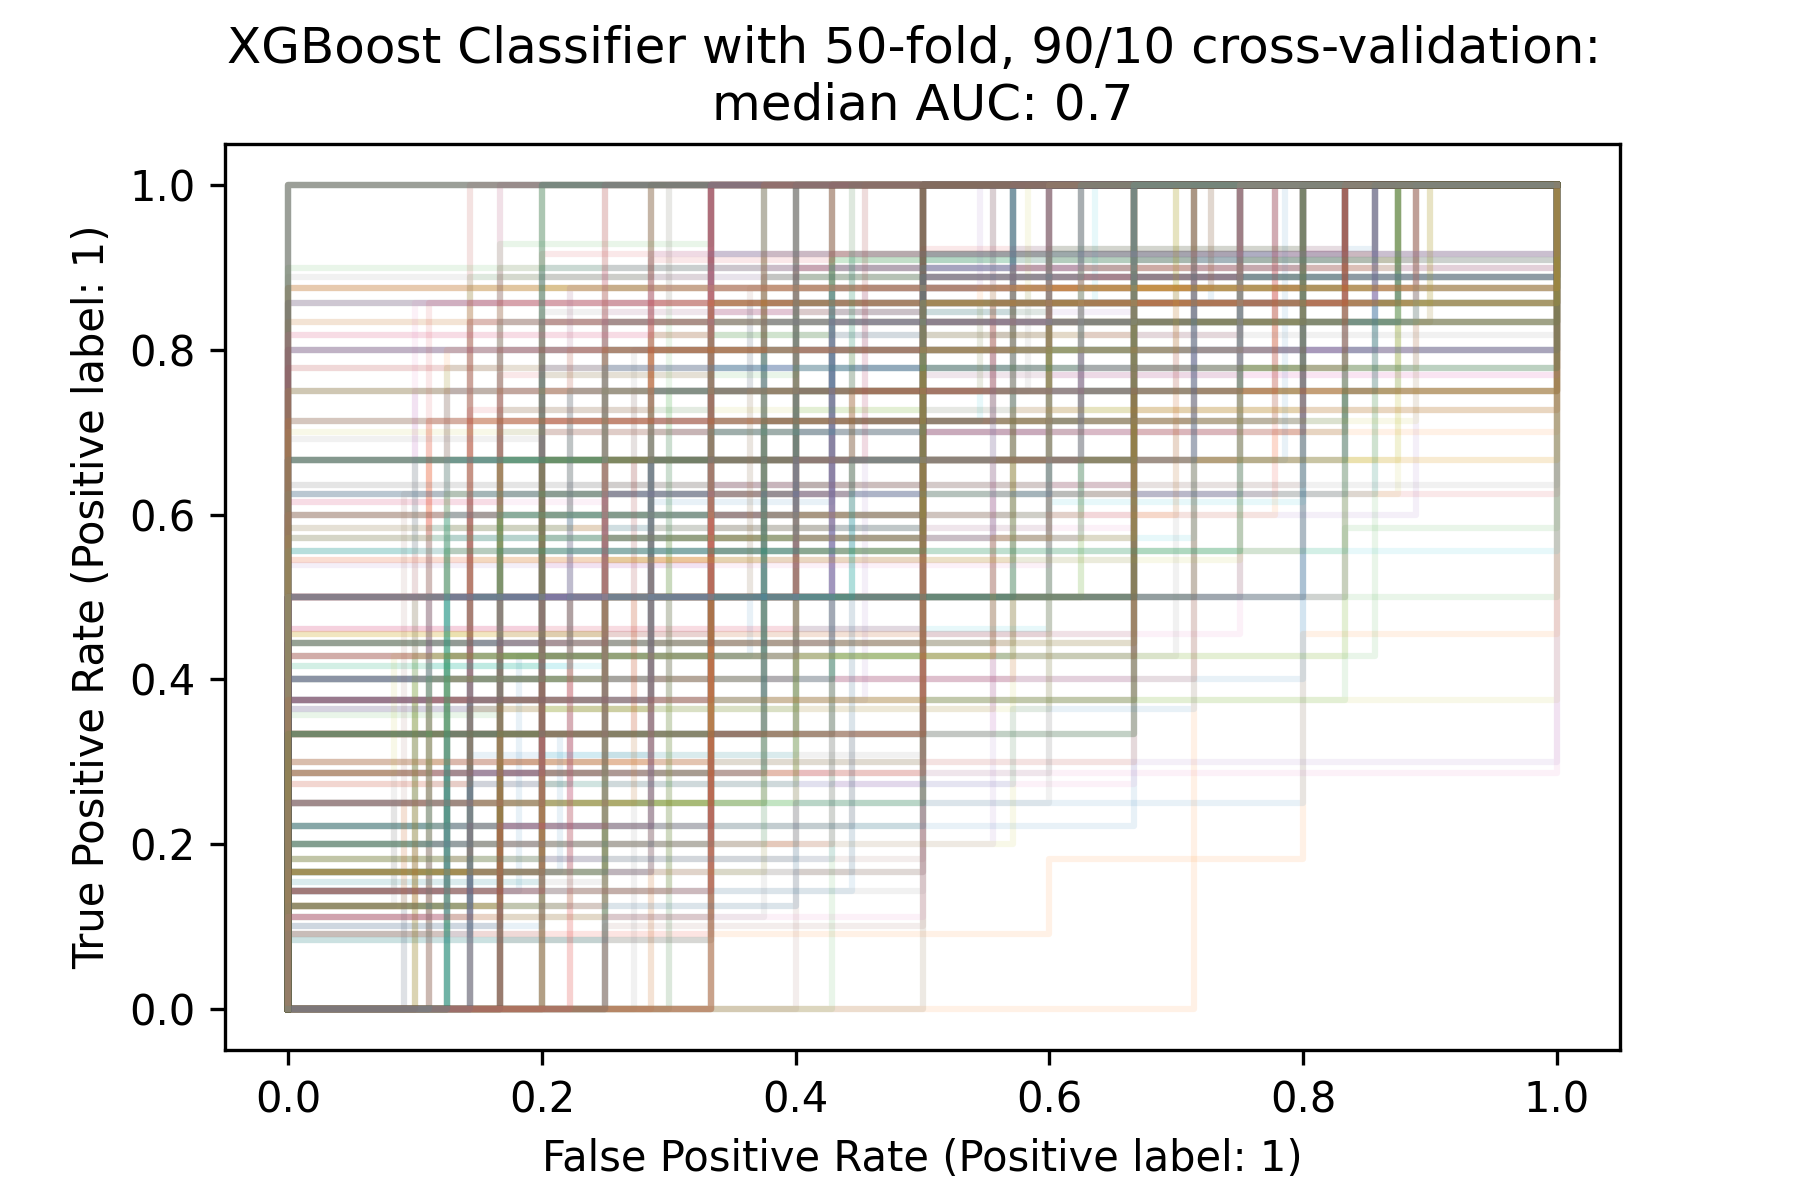 XGBoost Classifier with 50-fold, 90/10 cross-validation:
median AUC: 0.7
True Positive Rate (Positive label: 1)
1.0
0.8
0.6
0.4
0.2
0.0
0.0 0.2 0.4 0.6 0.8 1.0
False Positive Rate (Positive label: 1)